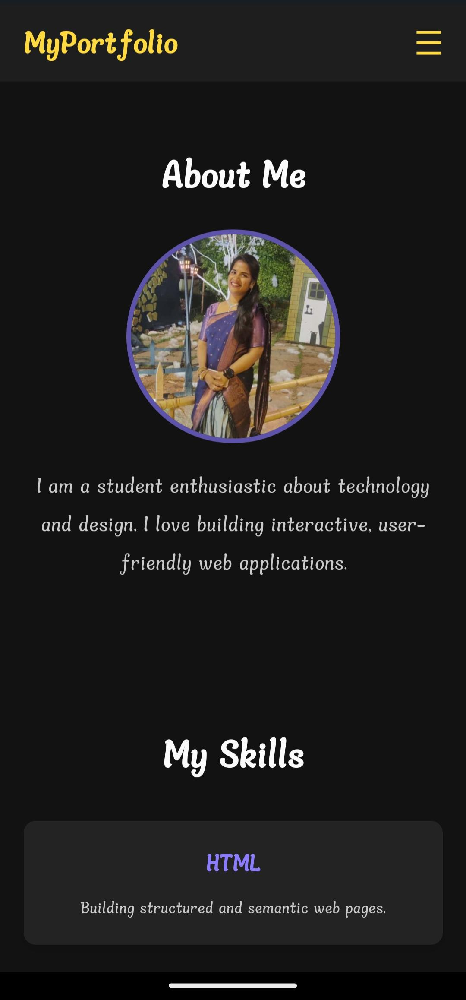 MyPortfolio
About Me
I am a student enthusiastic about technology
and design. I love building interactive, user-
friendly web applications.
My Skills
HTML
Building structured and semantic web pages.